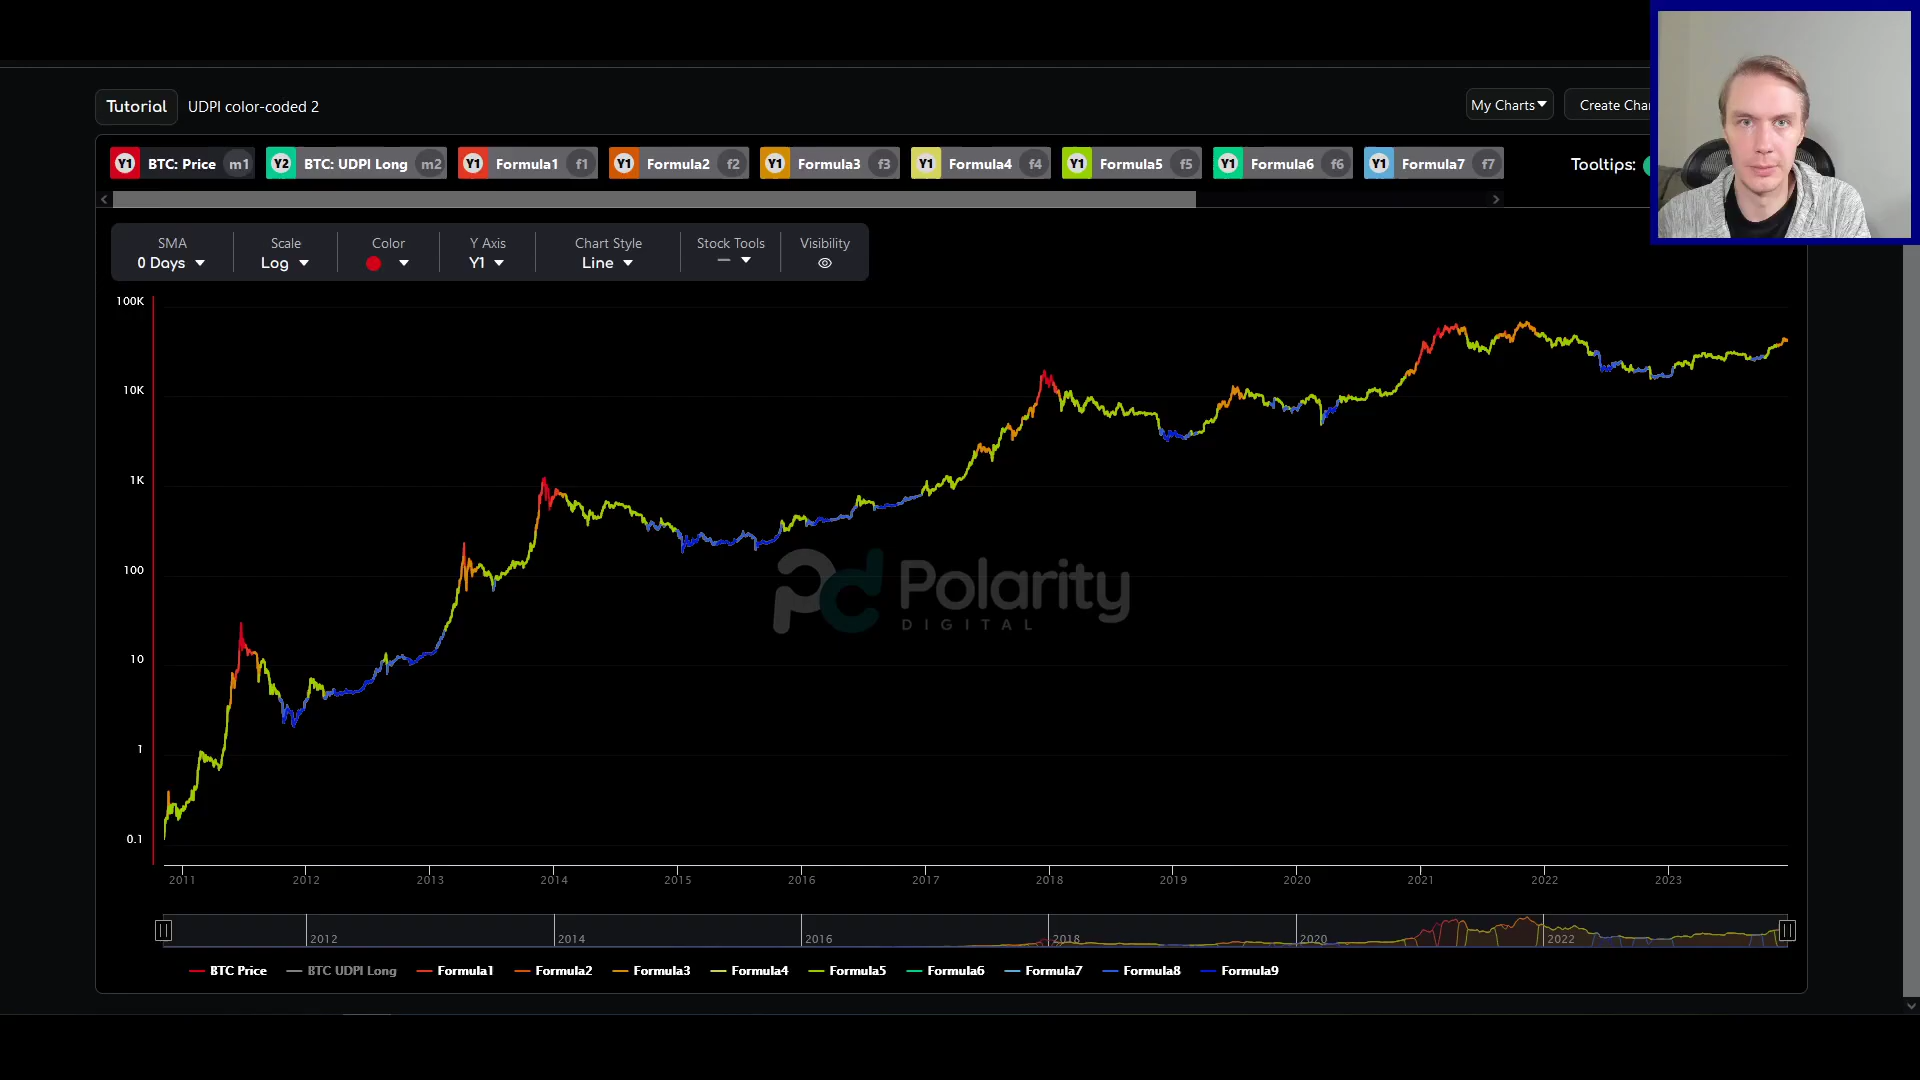 Tutorial UDPI color-coded 2 My Charts Create Char
Y1 BTC: Price m1 Y2 BTC: UDPI Long m2 Y1 Formula1 f1 Y1 Formula2 f2 Y1 Formula3 f3 Y1 Formula4 f4 Y1 Formula5 f5 Y1 Formula6 f6 Y1 Formula7 f7 Tooltips:
SMA Scale Color Y Axis Chart Style Stock Tools Visibility
0 Days Log Y1 Line
100K
10K
1K
100
10
1
0.1
Polarity
DIGITAL
2011 2012 2013 2014 2015 2016 2017 2018 2019 2020 2021 2022 2023
2012 2014 2016 2018 2020 2022
BTC Price BTC UDPI Long Formula1 Formula2 Formula3 Formula4 Formula5 Formula6 Formula7 Formula8 Formula9